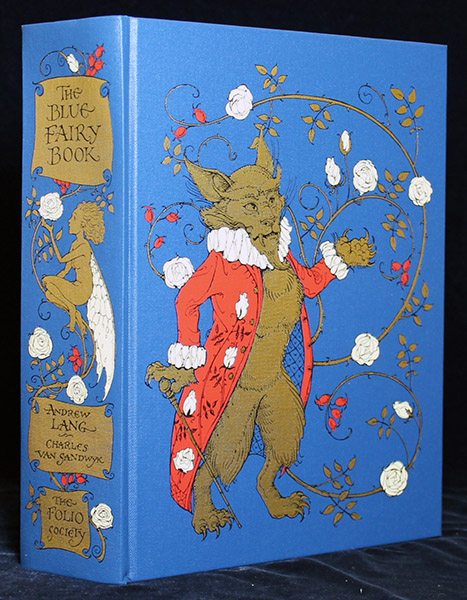 The
BLUE
FAIRY
BOOK
ANDREW
LANG
CHARLES
VAN SANDWYK
The
FOLIO
Society